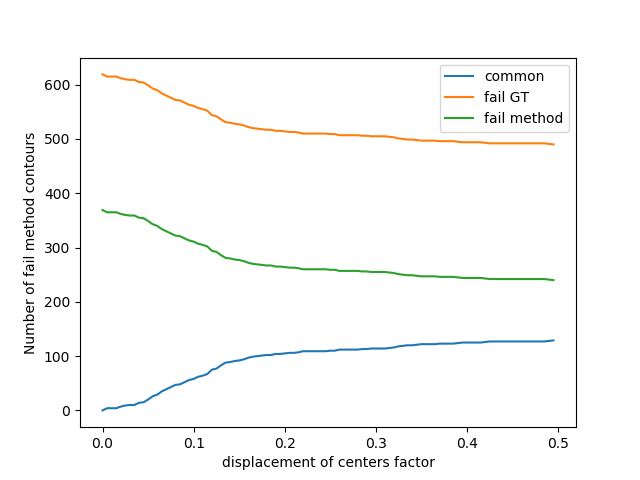 common
fail GT
fail method
600
500
400
300
200
100
0
Number of fail method contours
0.0 0.1 0.2 0.3 0.4 0.5
displacement of centers factor